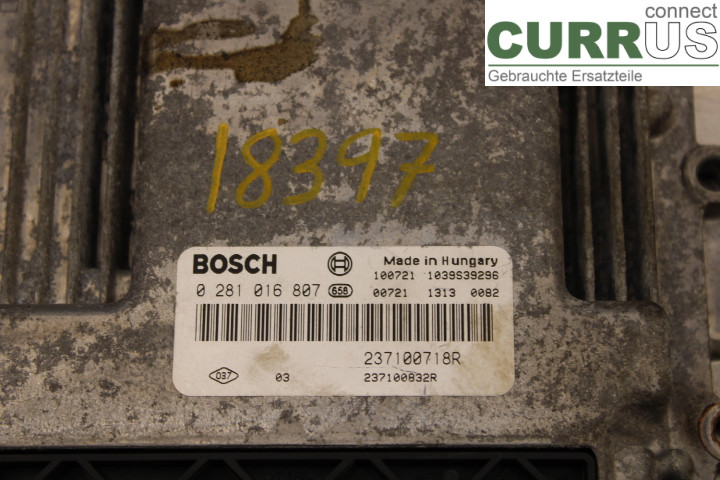 connect
CURRUS
Gebrauchte Ersatzteile
18397
BOSCH Made in Hungary
100721 1039S39296
0 281 016 807 658 00721 1313 0082
237100718R
037 03 237100832R